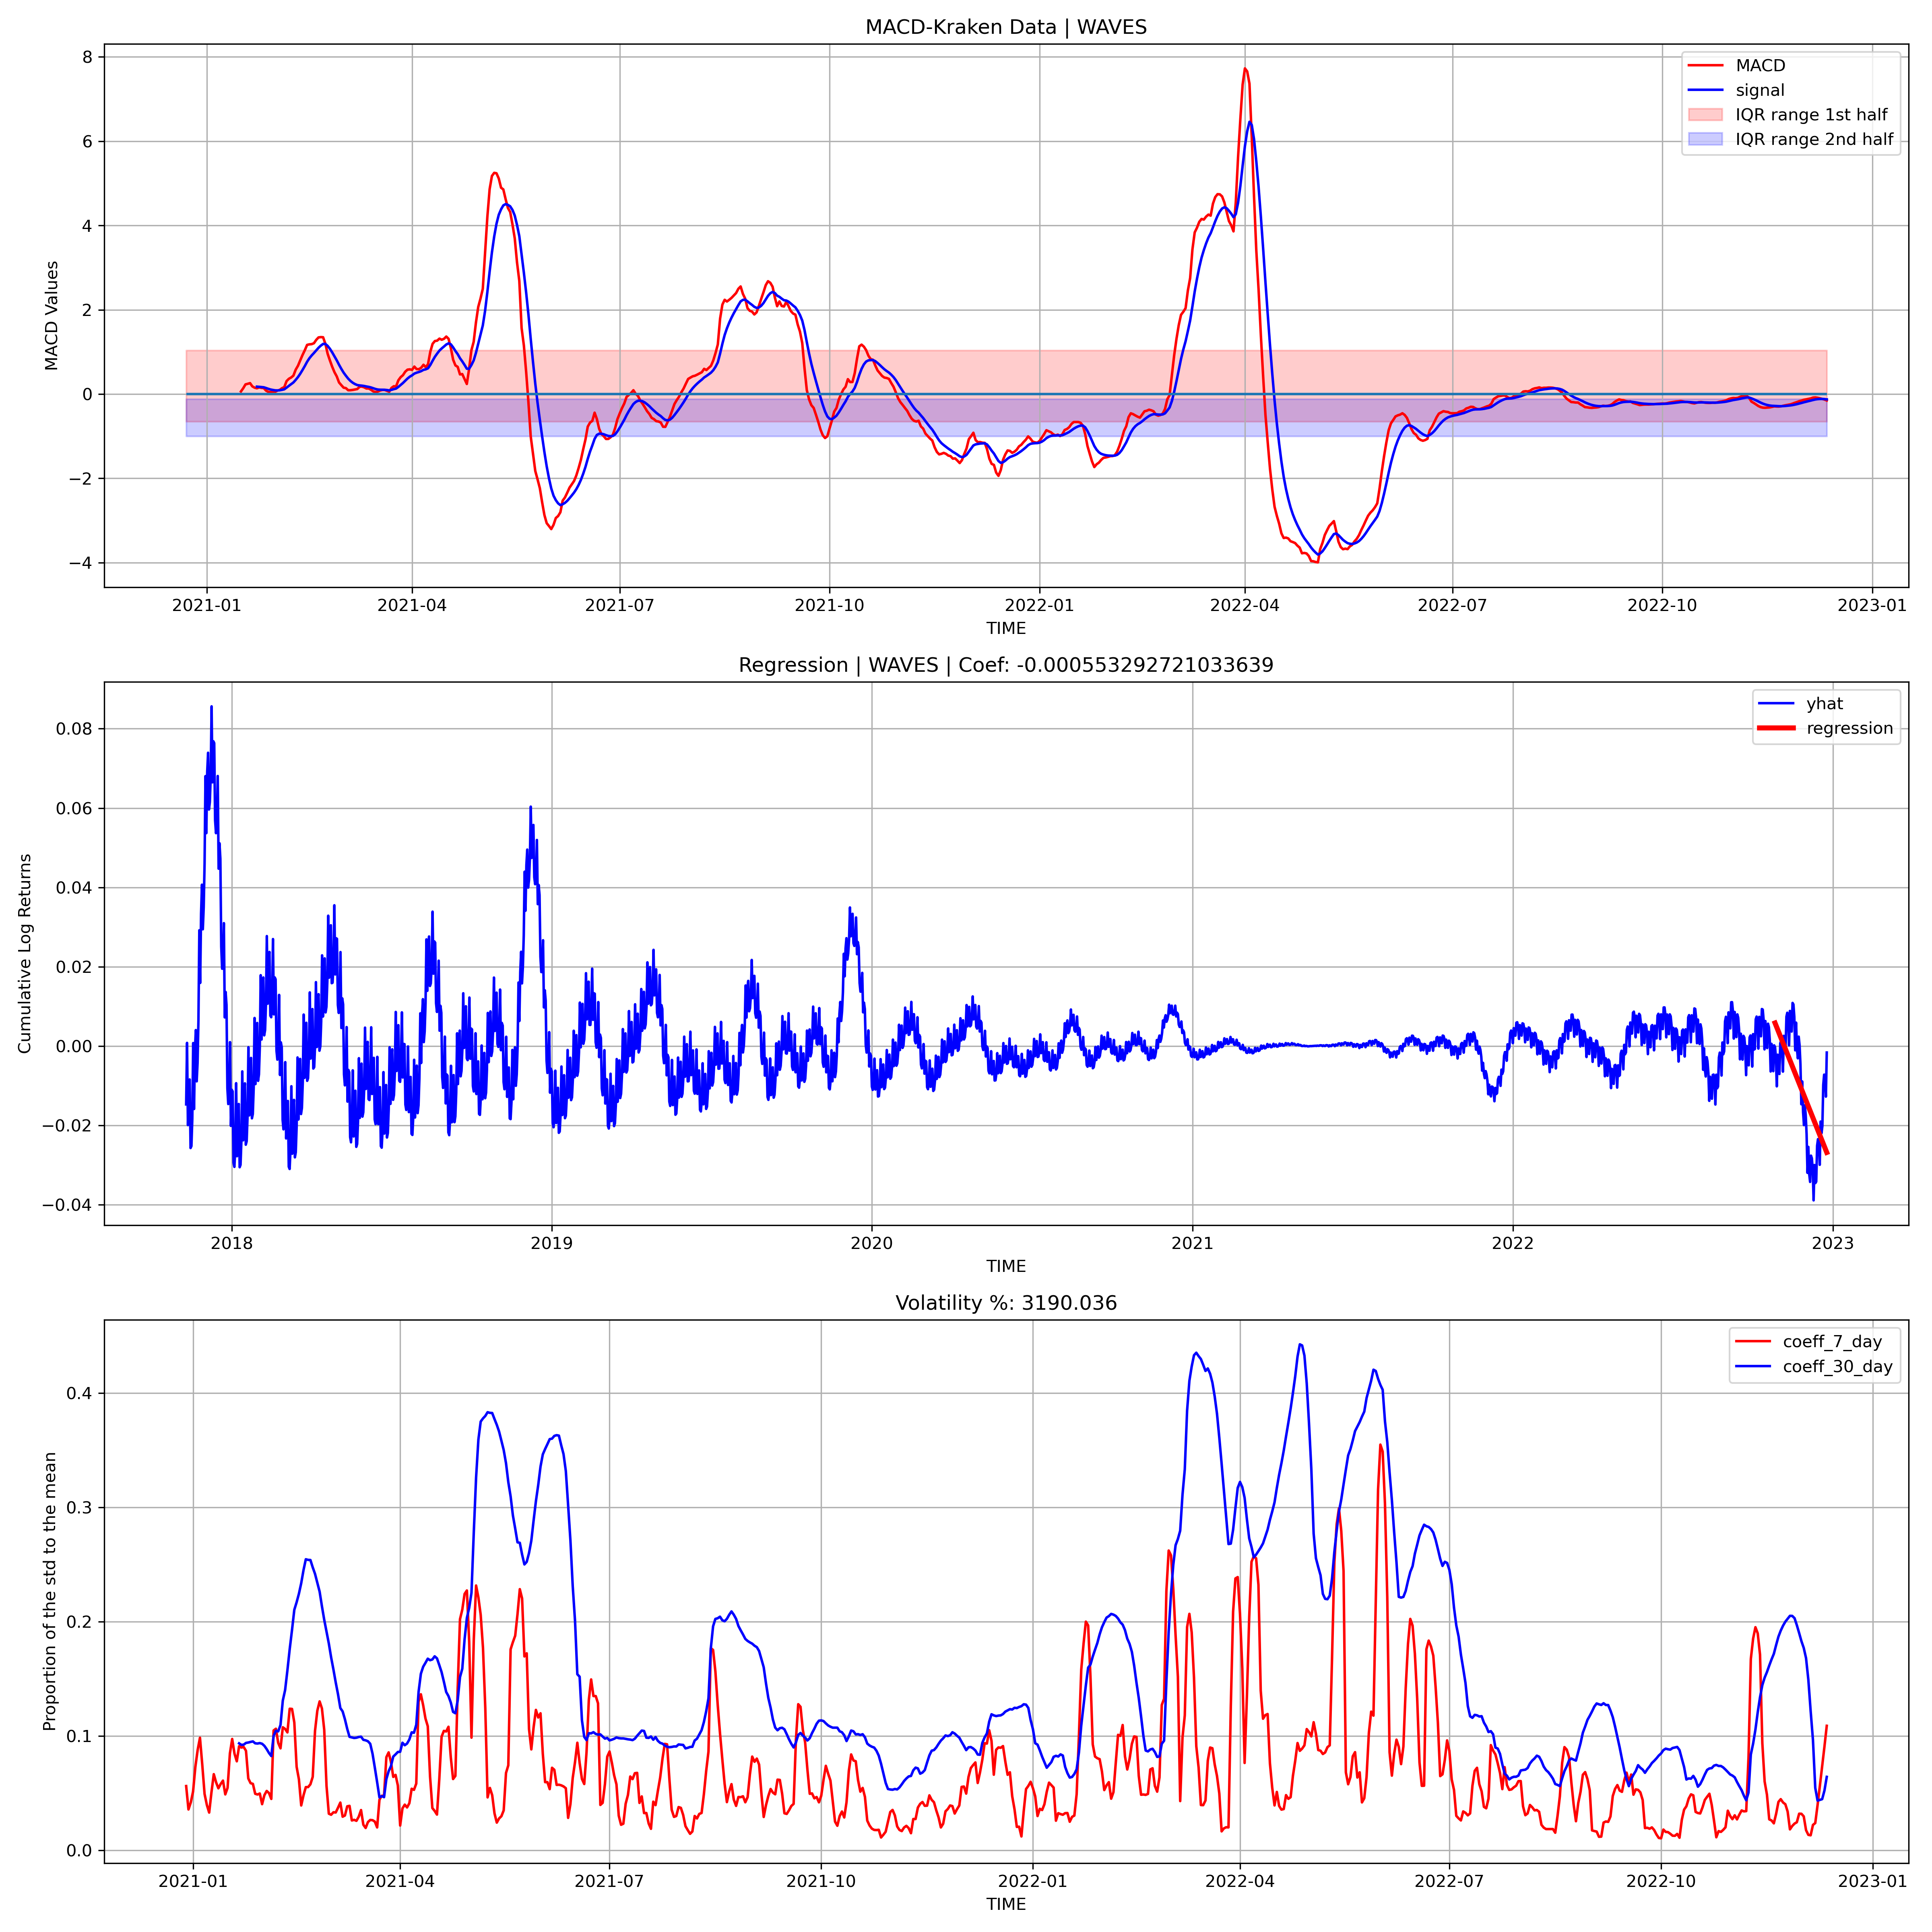 MACD-Kraken Data | WAVES
MACD Values
8
6
4
2
0
−2
−4
MACD
signal
IQR range 1st half
IQR range 2nd half
2021-01 2021-04 2021-07 2021-10 2022-01 2022-04 2022-07 2022-10 2023-01
TIME
Regression | WAVES | Coef: -0.000553292721033639
Cumulative Log Returns
0.08
0.06
0.04
0.02
0.00
−0.02
−0.04
yhat
regression
2018 2019 2020 2021 2022 2023
TIME
Volatility %: 3190.036
Proportion of the std to the mean
0.4
0.3
0.2
0.1
0.0
coeff_7_day
coeff_30_day
2021-01 2021-04 2021-07 2021-10 2022-01 2022-04 2022-07 2022-10 2023-01
TIME